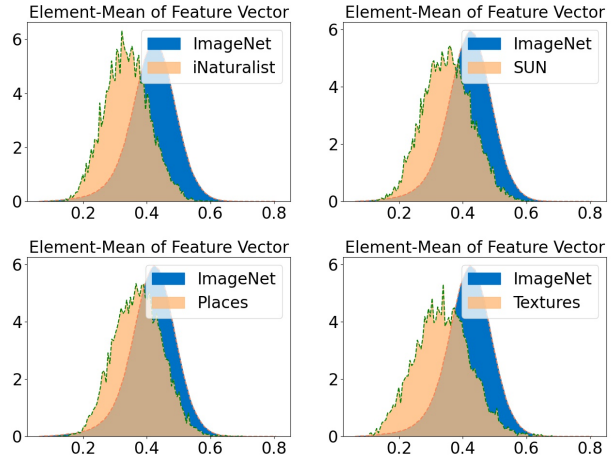 Element-Mean of Feature Vector
ImageNet
iNaturalist
6
4
2
0
0.2 0.4 0.6 0.8
Element-Mean of Feature Vector
ImageNet
SUN
6
4
2
0
0.2 0.4 0.6 0.8
Element-Mean of Feature Vector
ImageNet
Places
6
4
2
0
0.2 0.4 0.6 0.8
Element-Mean of Feature Vector
ImageNet
Textures
6
4
2
0
0.2 0.4 0.6 0.8